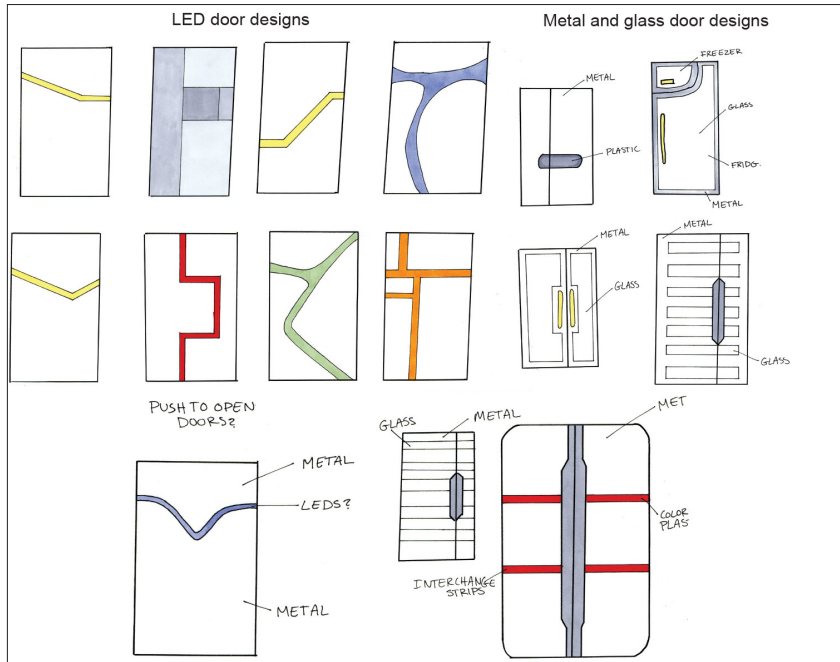 LED door designs
Metal and glass door designs
METAL
PLASTIC
FREEZER
GLASS
FRIDG.
METAL
METAL
GLASS
METAL
GLASS
PUSH TO OPEN
DOORS?
METAL
LEDS?
METAL
GLASS
METAL
MET
COLOR
PLAS
INTERCHANGE
STRIPS